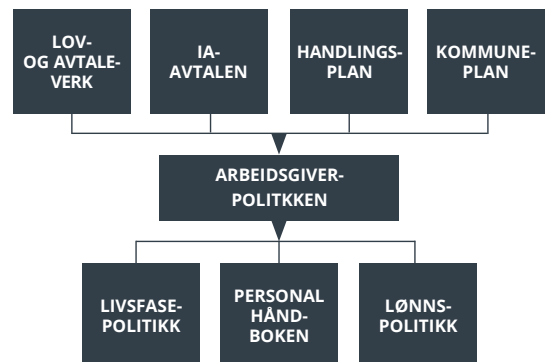 LOV-
OG AVTALE-
VERK
IA-
AVTALEN
HANDLINGS-
PLAN
KOMMUNE-
PLAN
ARBEIDSGIVER-
POLITKKEN
LIVSFASE-
POLITIKK
PERSONAL
HÅND-
BOKEN
LØNNS-
POLITIKK